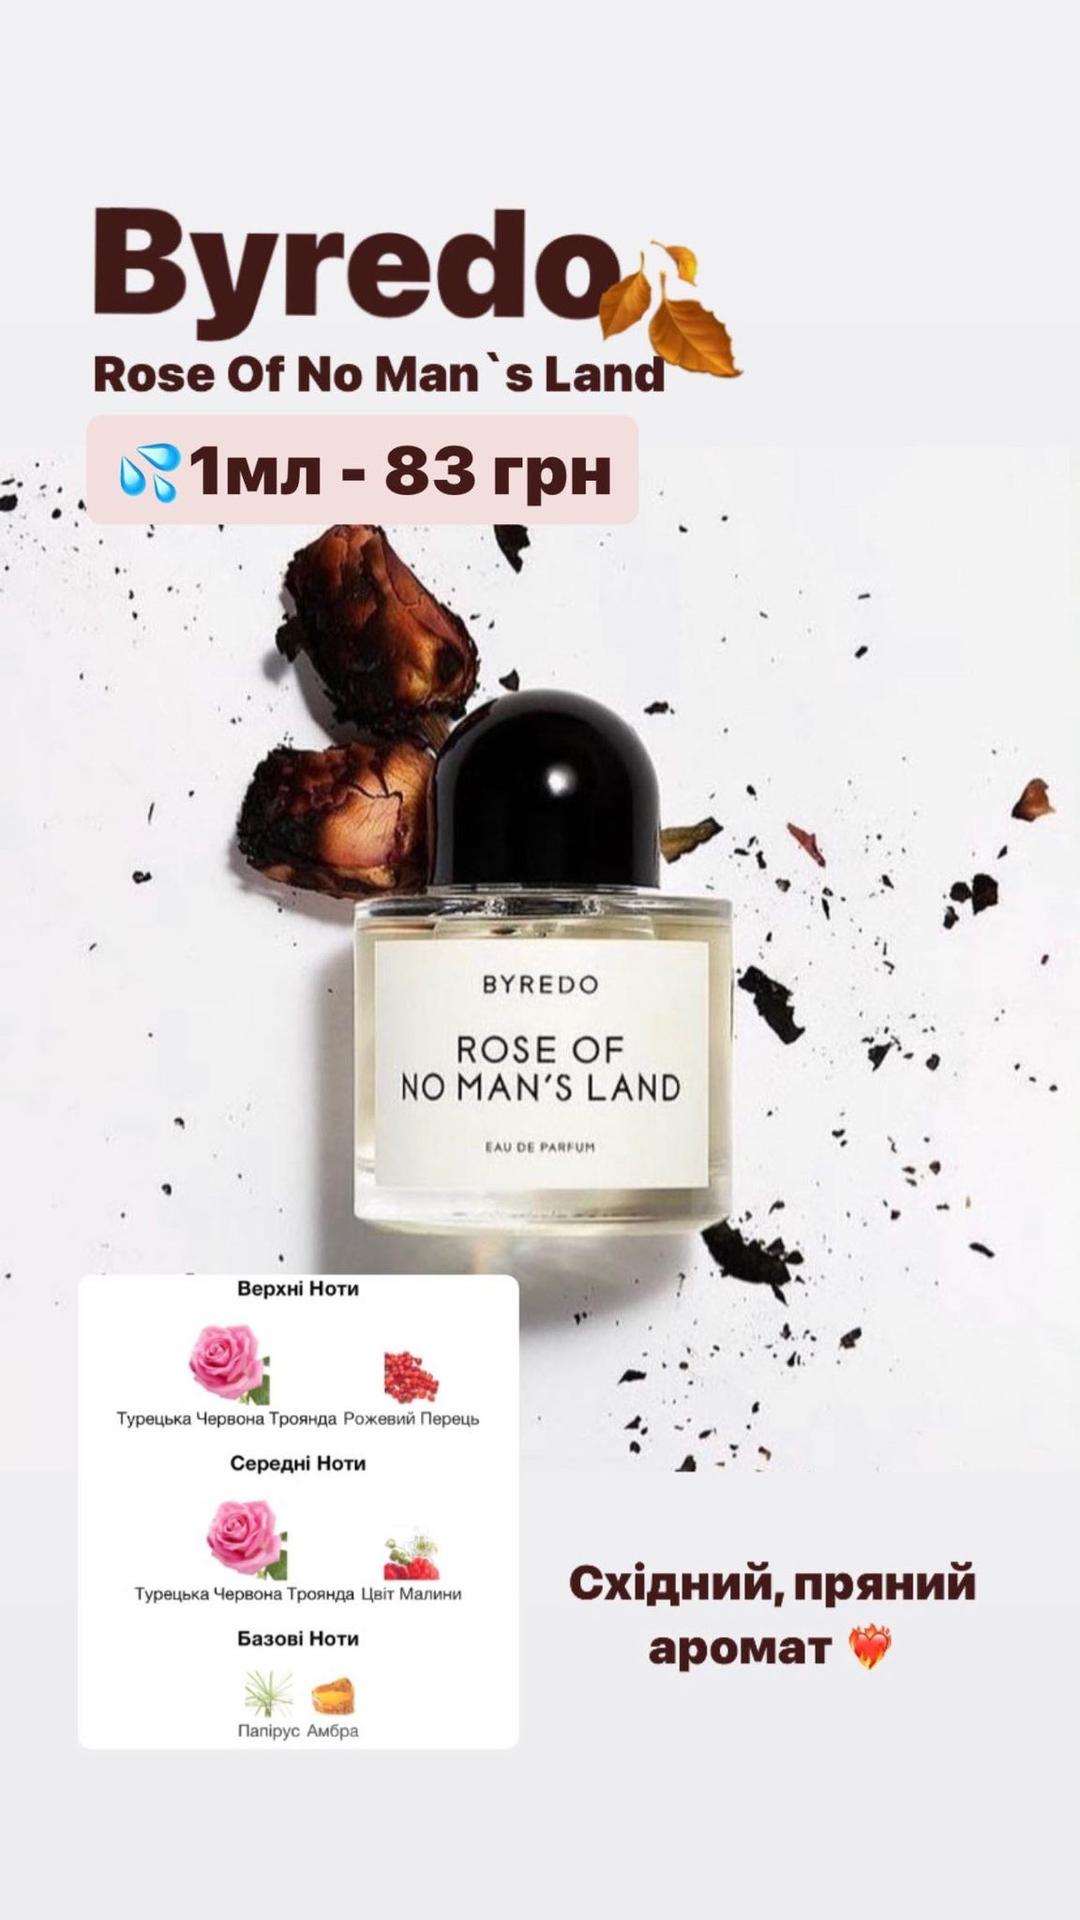 Byredo
Rose Of No Man`s Land
1мл - 83 грн
BYREDO
ROSE OF
NO MAN'S LAND
EAU DE PARFUM
Верхні Ноти
Турецька Червона Троянда Рожевий Перець
Середні Ноти
Турецька Червона Троянда Цвіт Малини
Базові Ноти
Папірус Амбра
Східний, пряний
аромат